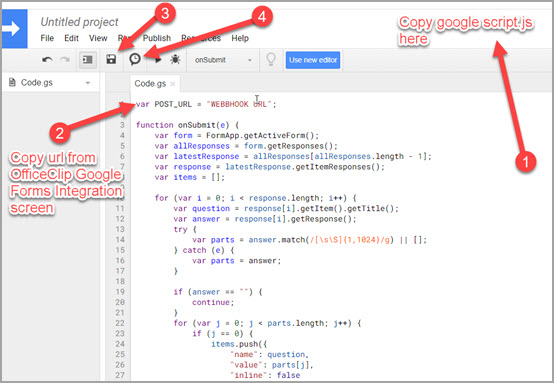 Untitled project
3
4
File Edit View Publish Resources Help
Copy google script js
here
onSubmit
Use new editor
Code.gs
Code.gs
1
2
Copy url from
OfficeClip Google
Forms Integration
screen
var POST_URL = "WEBBHOOK URL";
3 function onSubmit(e) {
4 var form = FormApp.getActiveForm();
5 var allResponses = form.getResponses();
6 var latestResponse = allResponses[allResponses.length - 1];
7 var response = latestResponse.getItemResponses();
8 var items = [];
9
10 for (var i = 0; i < response.length; i++) {
11 var question = response[i].getItem().getTitle();
12 var answer = response[i].getResponse();
13 try {
14 var parts = answer.match(/[\s\S]{1,1024}/g) || [];
15 } catch (e) {
16 var parts = answer;
17 }
18
19 if (answer == "") {
20 continue;
21 }
22 for (var j = 0; j < parts.length; j++) {
23 if (j == 0) {
24 items.push({
25 "name": question,
26 "value": parts[j],
27 "inline": false